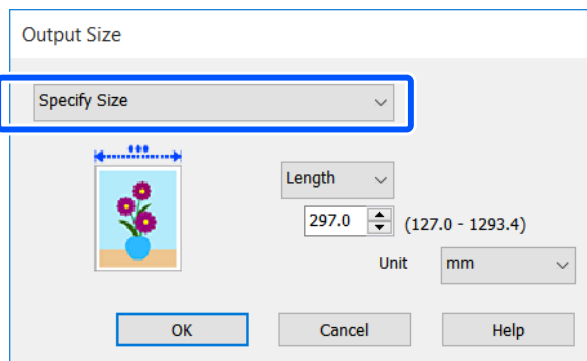 Output Size
Specify Size
Length
297.0 (127.0 - 1293.4)
Unit mm
OK Cancel Help